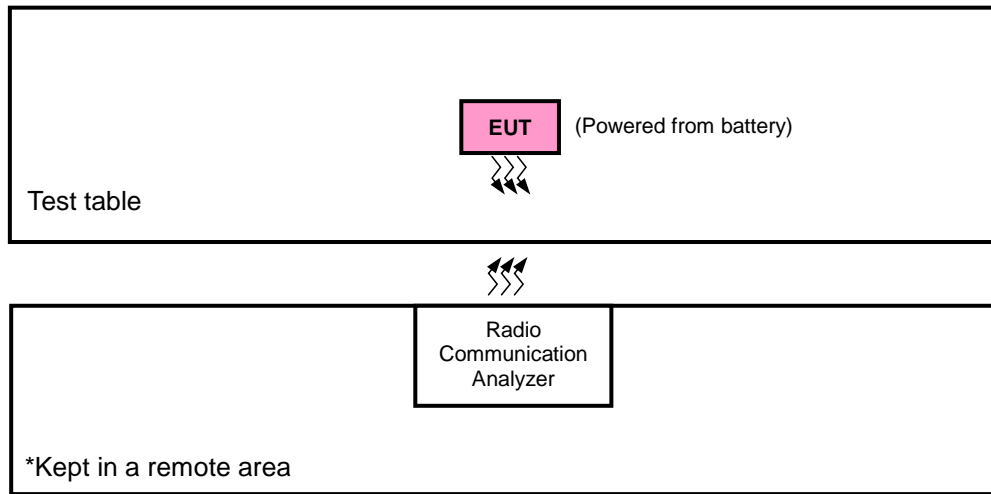 EUT
(Powered from battery)
Test table
Radio
Communication
Analyzer
*Kept in a remote area